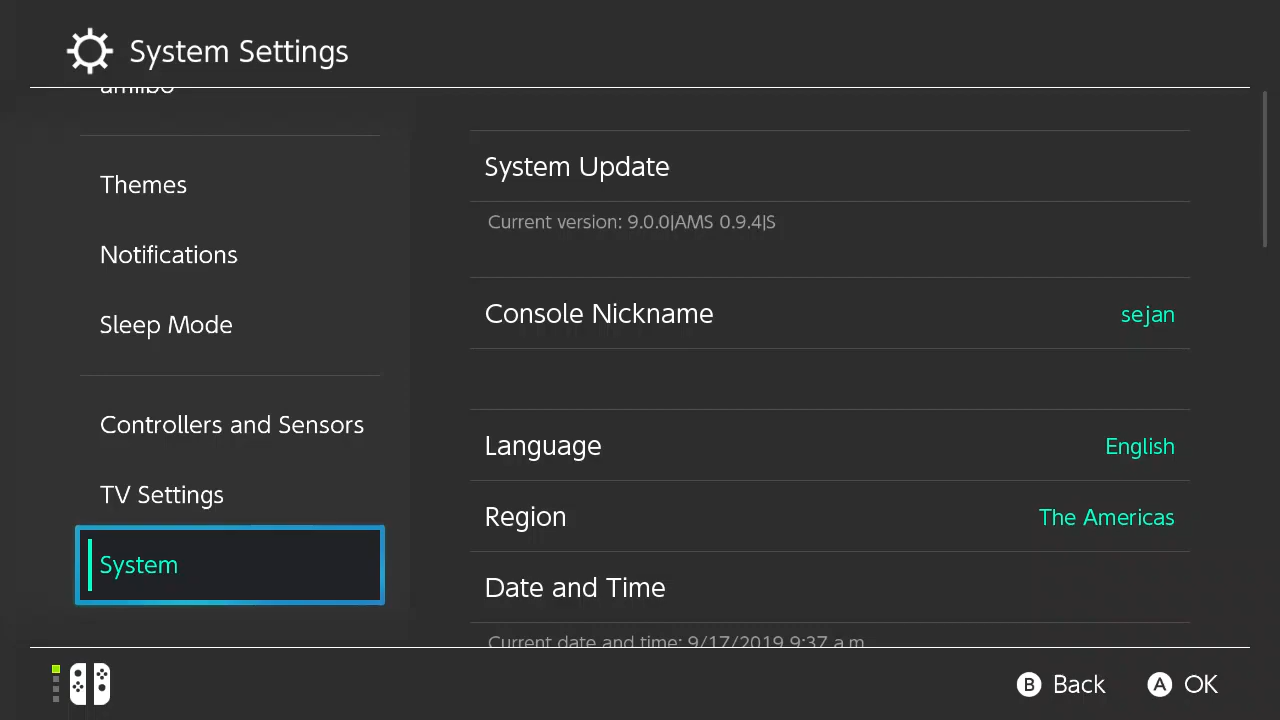 System Settings
amiibo
Themes
Notifications
Sleep Mode
Controllers and Sensors
TV Settings
System
System Update
Current version: 9.0.0|AMS 0.9.4|S
Console Nickname sejan
Language English
Region The Americas
Date and Time
Current date and time: 9/17/2019 9:37 a.m.
B Back A OK